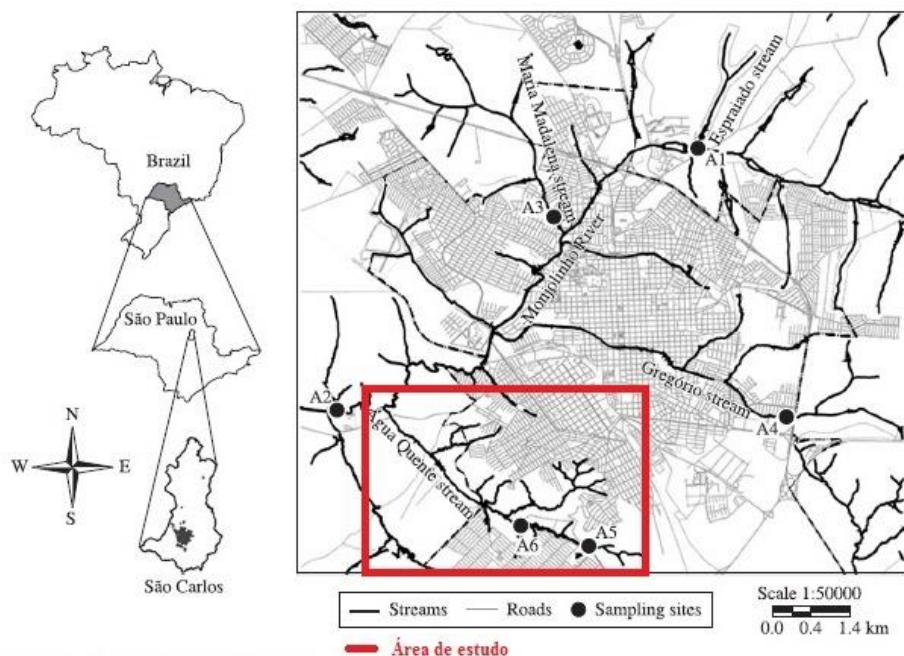 Brazil
São Paulo
N
W
E
S
São Carlos
Maria Madalena stream
Espraiado stream
A1
A3
Monjolinho River
Gregório stream
A2
A4
Água Quente stream
A6
A5
Streams Roads Sampling sites
Área de estudo
Scale 1:50000
0.0 0.4 1.4 km